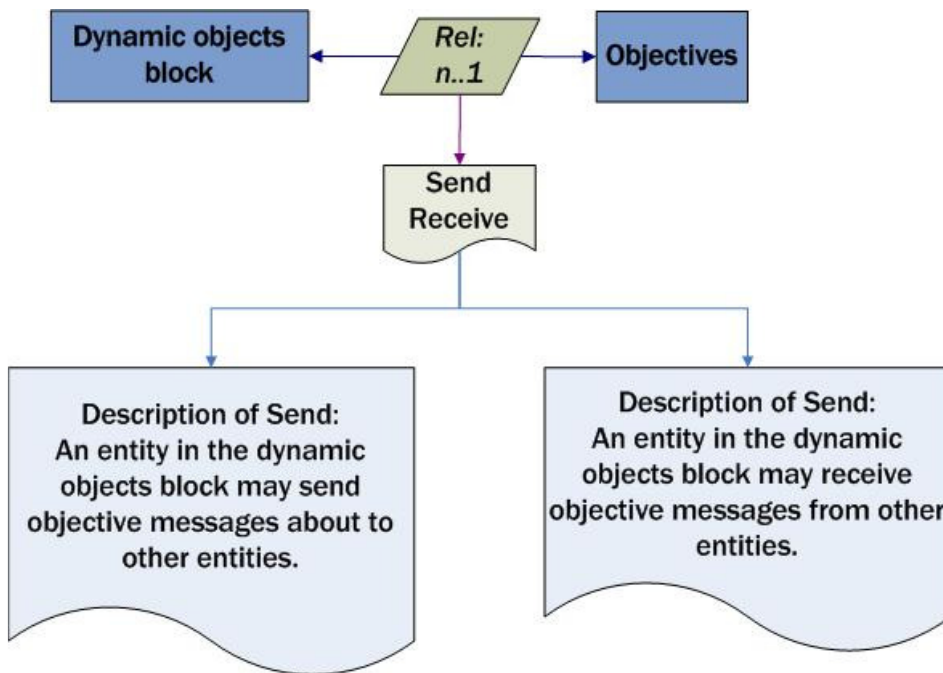 Dynamic objects
block
Rel:
n..1
Objectives
Send
Receive
Description of Send:
An entity in the dynamic
objects block may send
objective messages about to
other entities.
Description of Send:
An entity in the dynamic
objects block may receive
objective messages from other
entities.